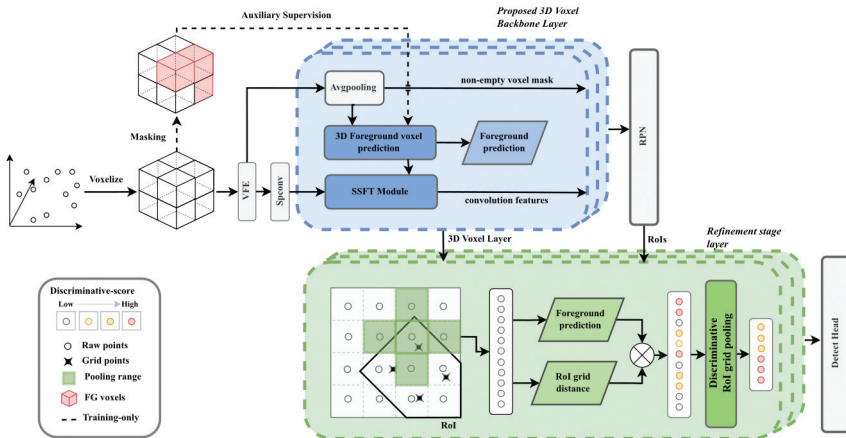 Auxiliary Supervision
Proposed 3D Voxel
Backbone Layer
Avgpooling
non-empty voxel mask
Masking
3D Foreground voxel
prediction
Foreground
prediction
RPN
Voxelize
VFE
Spconv
SSFT Module
convolution features
3D Voxel Layer
RoIs
Refinement stage
layer
Discriminative-score
Low
High
Raw points
Grid points
Pooling range
FG voxels
Training-only
RoI
Foreground
prediction
RoI grid
distance
Discriminative
RoI grid pooling
Detect Head